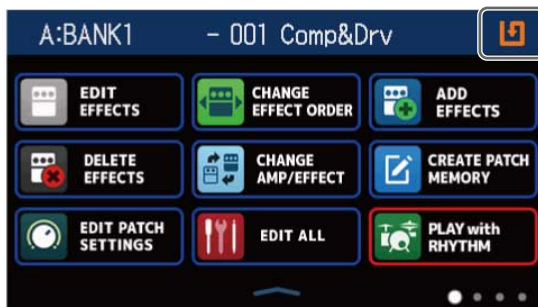 A:BANK1 - 001 Comp&Drv
EDIT
EFFECTS
CHANGE
EFFECT ORDER
ADD
EFFECTS
DELETE
EFFECTS
CHANGE
AMP/EFFECT
CREATE PATCH
MEMORY
EDIT PATCH
SETTINGS
EDIT ALL
PLAY with
RHYTHM